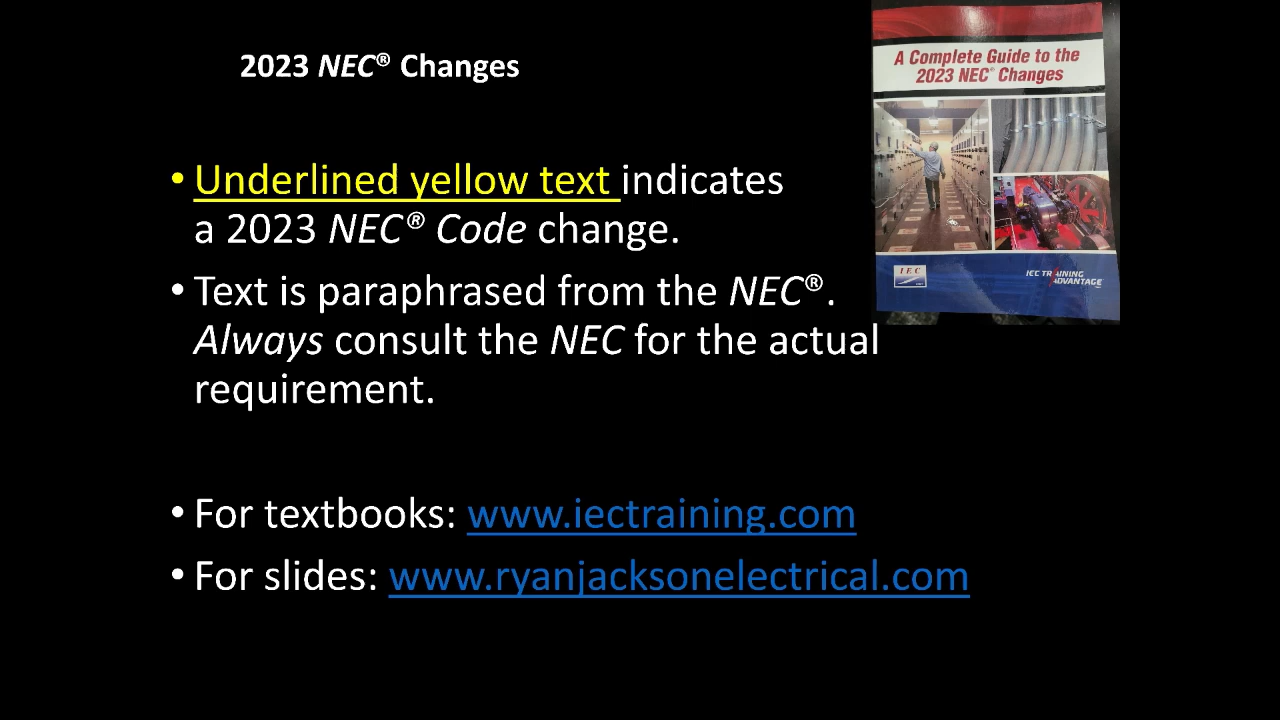 2023 NEC® Changes
A Complete Guide to the
2023 NEC® Changes
• Underlined yellow text indicates
a 2023 NEC® Code change.
• Text is paraphrased from the NEC®.
Always consult the NEC for the actual
requirement.
IEC
IEC TRAINING
ADVANTAGE
• For textbooks: www.iectraining.com
• For slides: www.ryanjacksonelectrical.com